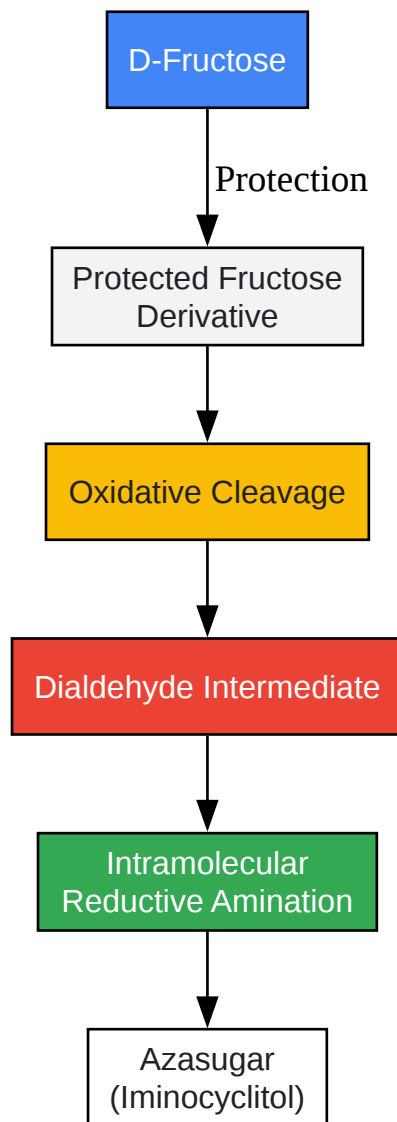 D-Fructose
Protection
Protected Fructose
Derivative
Oxidative Cleavage
Dialdehyde Intermediate
Intramolecular
Reductive Amination
Azasugar
(Iminocyclitol)